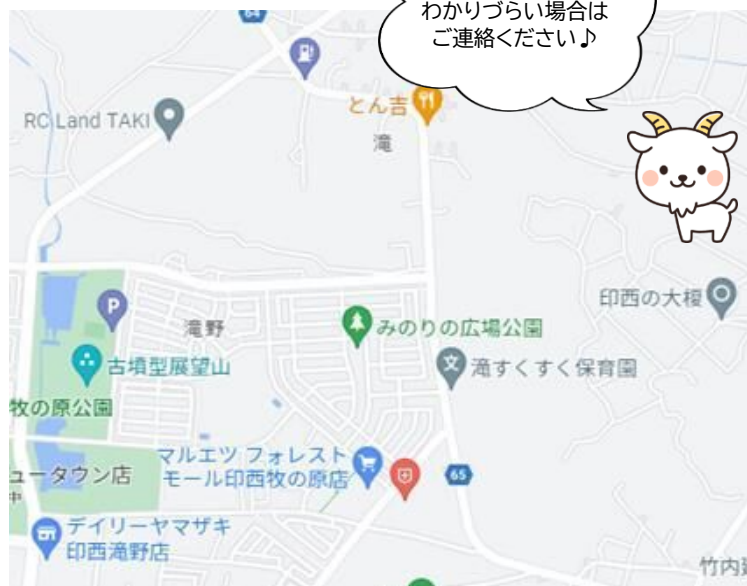 わかりづらい場合は
ご連絡ください♪
64
とん吉
RC Land TAKI
滝
印西の大榎
P
滝野
みのりの広場公園
古墳型展望山
滝すくすく保育園
牧の原公園
マルエツ フォレスト
モール印西牧の原店
ュータウン店
中
65
デイリーヤマザキ
印西滝野店
竹内